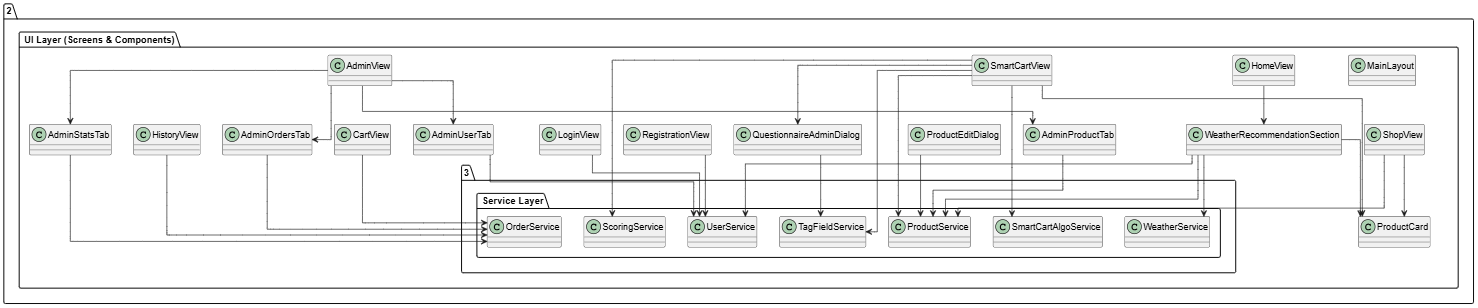 2
UI Layer (Screens & Components)
C AdminView
C SmartCartView
C HomeView
C MainLayout
C AdminStatsTab
C HistoryView
C AdminOrdersTab
C CartView
C AdminUserTab
C LoginView
C RegistrationView
C QuestionnaireAdminDialog
C ProductEditDialog
C AdminProductTab
C WeatherRecommendationSection
C ShopView
3
Service Layer
C OrderService
C ScoringService
C UserService
C TagFieldService
C ProductService
C SmartCartAlgoService
C WeatherService
C ProductCard